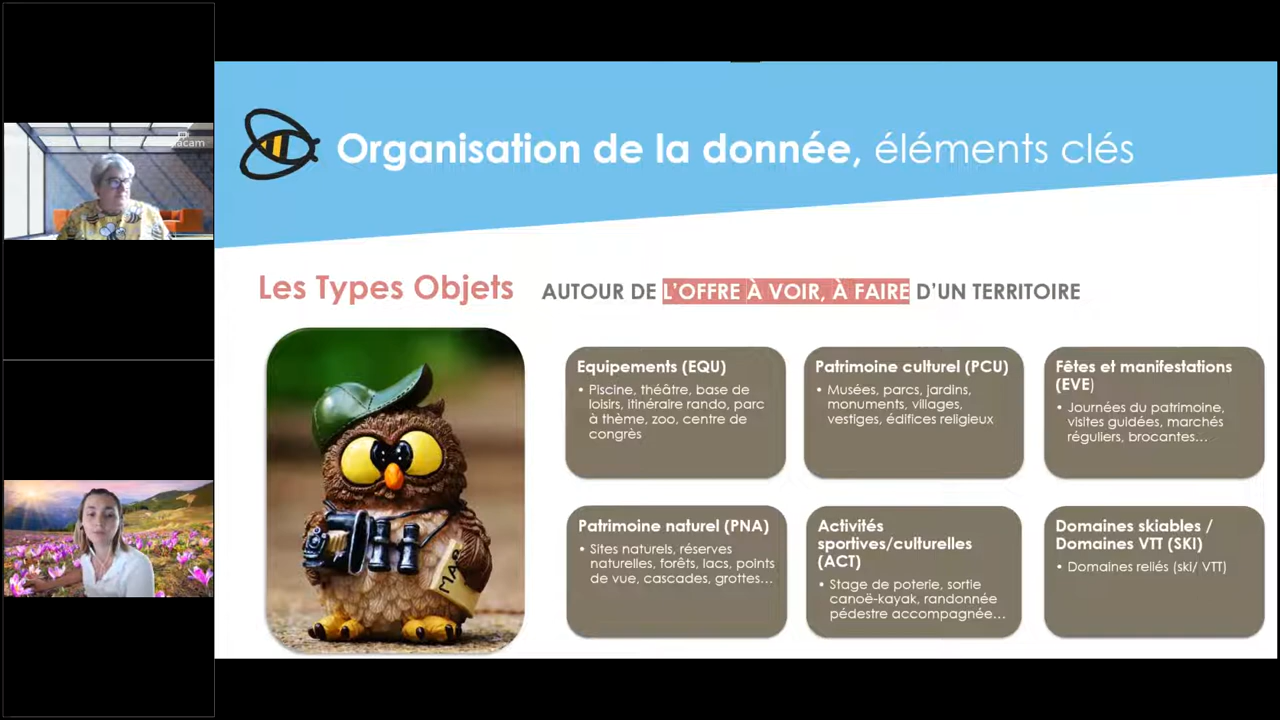 Organisation de la donnée, éléments clés
Les Types Objets
AUTOUR DE L'OFFRE À VOIR, À FAIRE D'UN TERRITOIRE
Equipements (EQU)
• Piscine, théâtre, base de
loisirs, itinéraire rando, parc
à thème, zoo, centre de
congrès
Patrimoine culturel (PCU)
• Musées, parcs, jardins,
monuments, villages,
vestiges, édifices religieux
Fêtes et manifestations
(EVE)
• Journées du patrimoine,
visites guidées, marchés
réguliers, brocantes…
Patrimoine naturel (PNA)
• Sites naturels, réserves
naturelles, forêts, lacs, points
de vue, cascades, grottes…
Activités
sportives/culturelles
(ACT)
• Stage de poterie, sortie
canoë-kayak, randonnée
pédestre accompagnée…
Domaines skiables /
Domaines VTT (SKI)
• Domaines reliés (ski/ VTT)
MAP